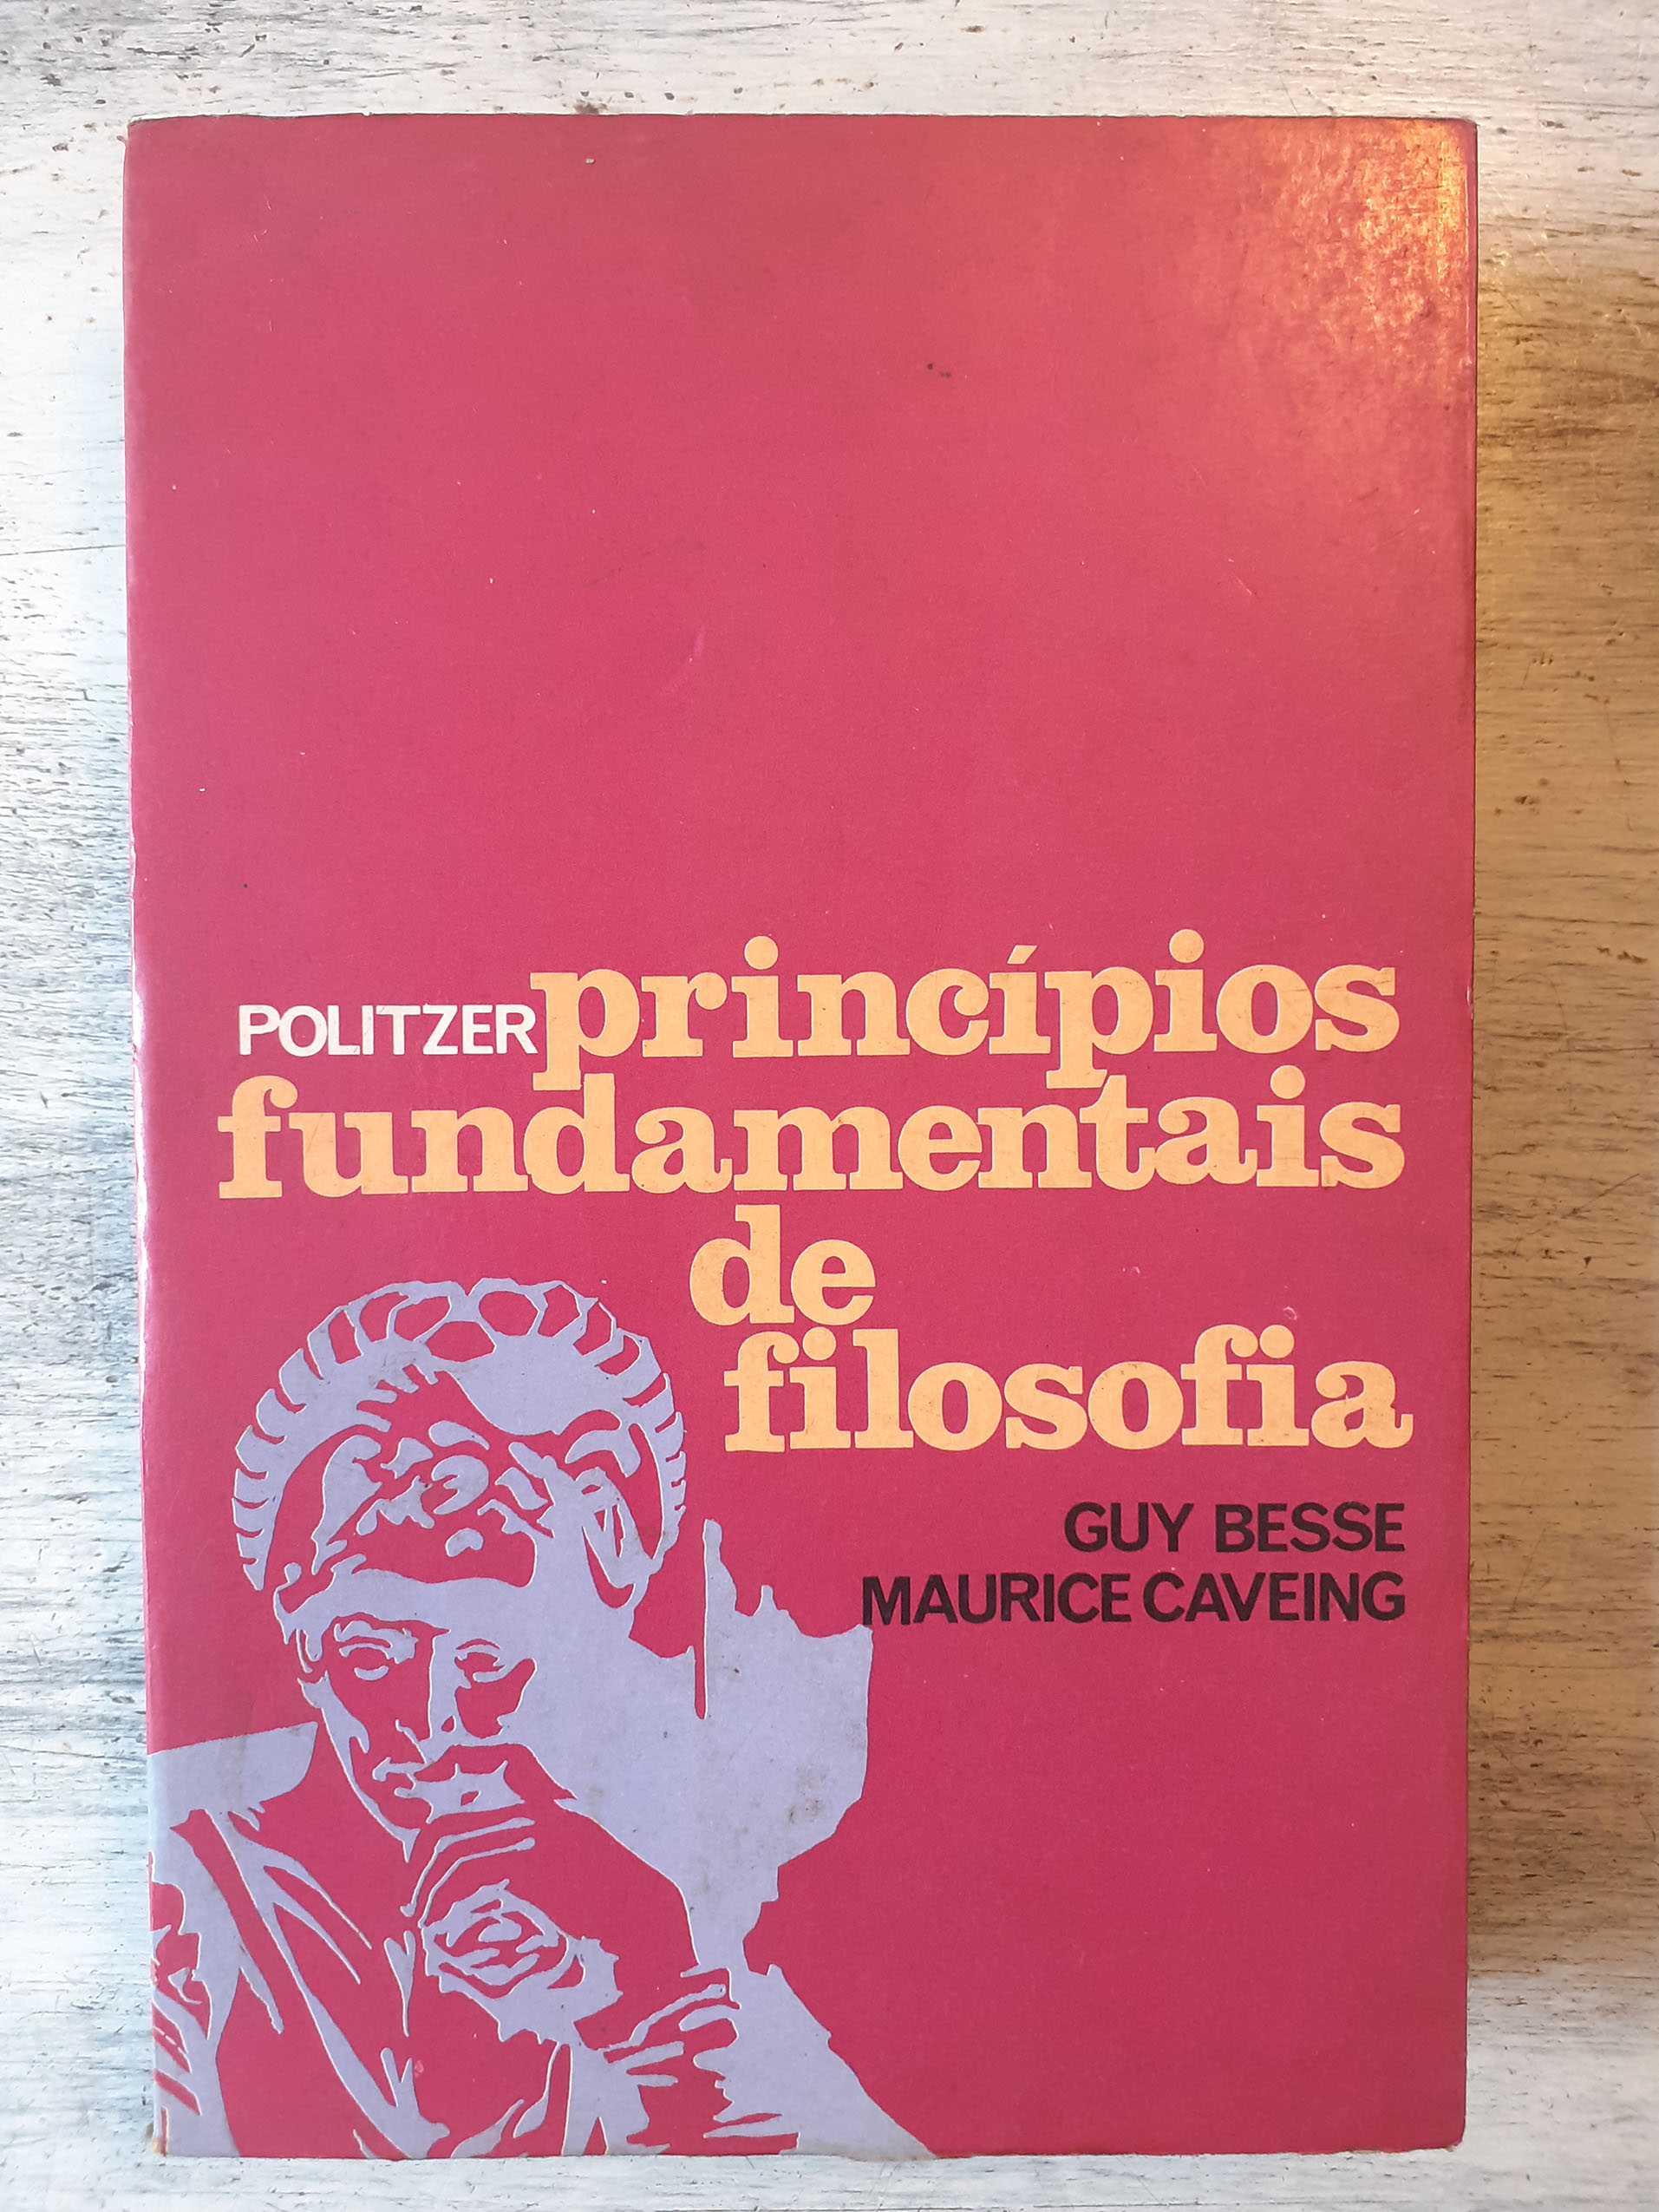 POLITZER princípios
fundamentais
de
filosofia
GUY BESSE
MAURICE CAVEING